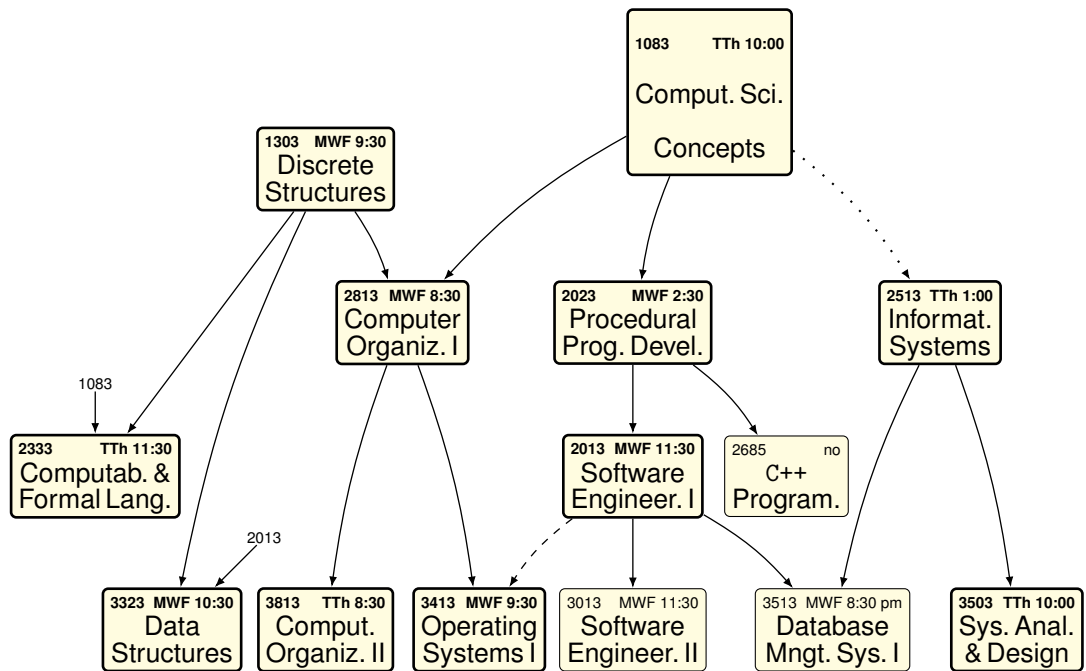 1083 TTh 10:00
Comput. Sci.
Concepts
1303 MWF 9:30
Discrete
Structures
2813 MWF 8:30
Computer
Organiz. I
2023 MWF 2:30
Procedural
Prog. Devel.
2513 TTh 1:00
Informat.
Systems
1083
2333 TTh 11:30
Computab. &
Formal Lang.
2013 MWF 11:30
Software
Engineer. I
2685 no
C++
Program.
2013
3323 MWF 10:30
Data
Structures
3813 TTh 8:30
Comput.
Organiz. II
3413 MWF 9:30
Operating
Systems I
3013 MWF 11:30
Software
Engineer. II
3513 MWF 8:30 pm
Database
Mngt. Sys. I
3503 TTh 10:00
Sys. Anal.
& Design